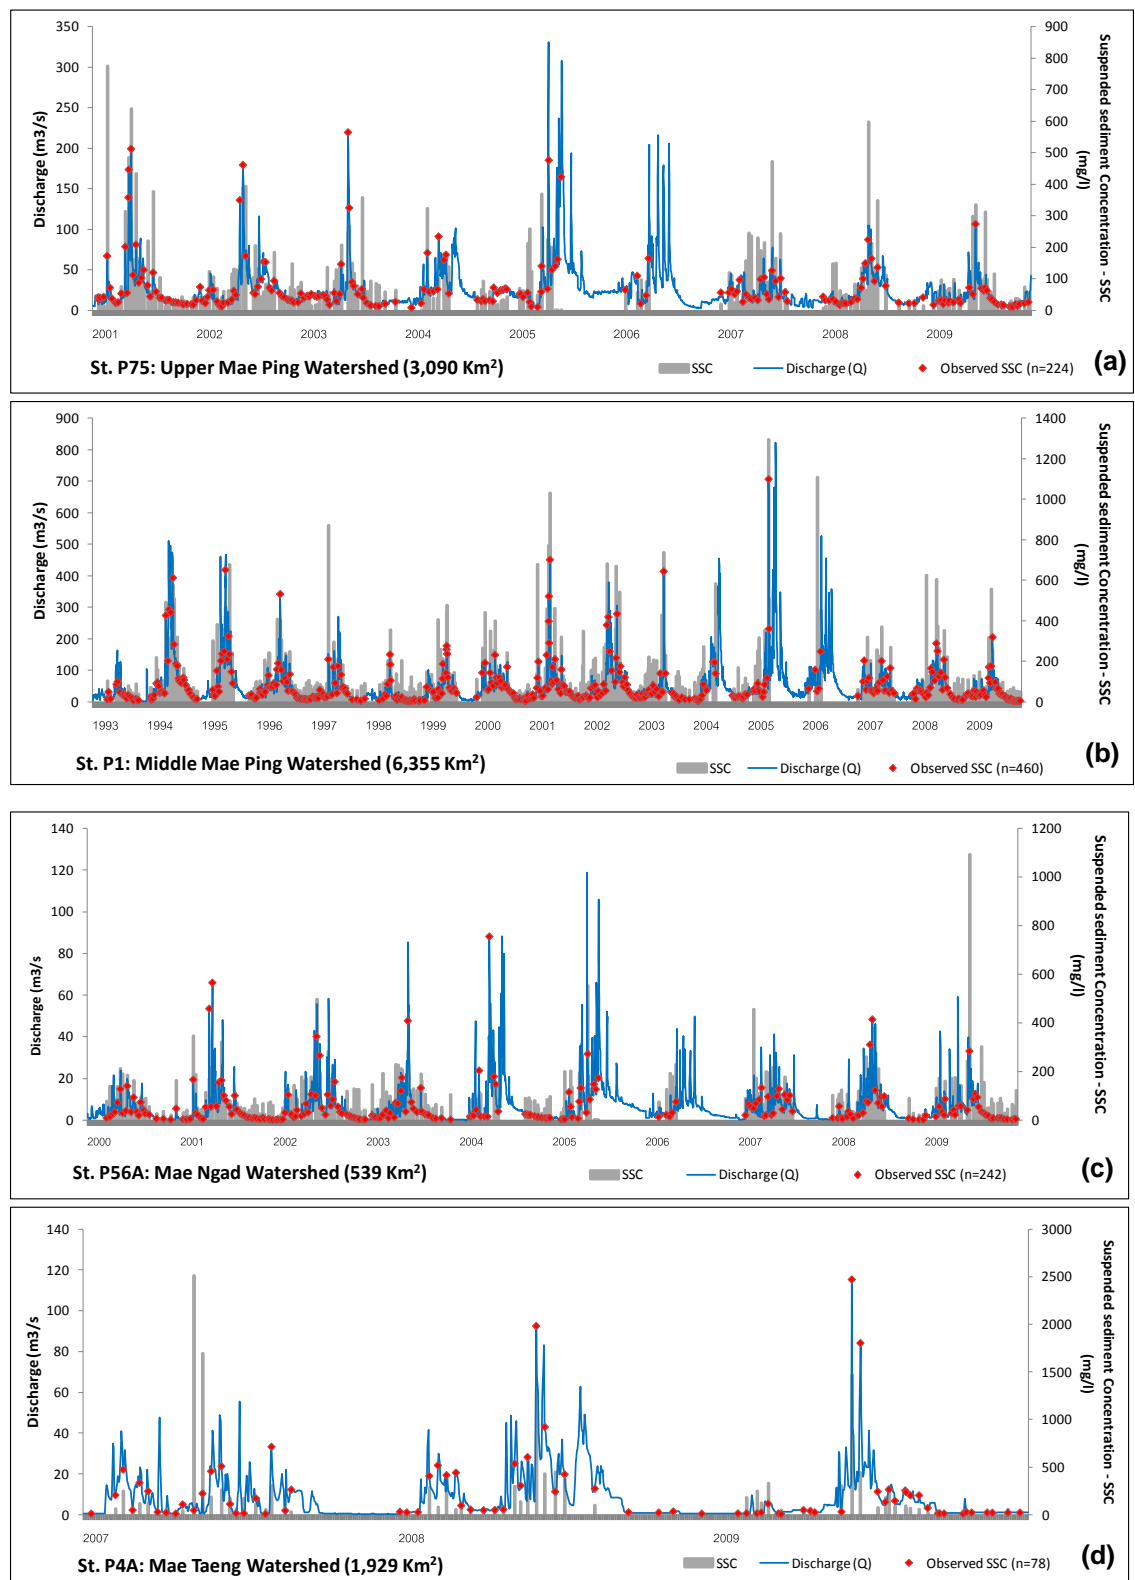 350
300
250
200
150
100
50
0
Discharge (m3/s)
900
800
700
600
500
400
300
200
100
0
Suspended sediment Concentration - SSC
(mg/l)
2001 2002 2003 2004 2005 2006 2007 2008 2009
St. P75: Upper Mae Ping Watershed (3,090 Km²)
SSC Discharge (Q) Observed SSC (n=224)
(a)
900
800
700
600
500
400
300
200
100
0
Discharge (m3/s)
1400
1200
1000
800
600
400
200
0
Suspended sediment Concentration - SSC
(mg/l)
1993 1994 1995 1996 1997 1998 1999 2000 2001 2002 2003 2004 2005 2006 2007 2008 2009
St. P1: Middle Mae Ping Watershed (6,355 Km²)
SSC Discharge (Q) Observed SSC (n=460)
(b)
140
120
100
80
60
40
20
0
Discharge (m3/s
1200
1000
800
600
400
200
0
Suspended sediment Concentration - SSC
(mg/l)
2000 2001 2002 2003 2004 2005 2006 2007 2008 2009
St. P56A: Mae Ngad Watershed (539 Km²)
SSC Discharge (Q) Observed SSC (n=242)
(c)
140
120
100
80
60
40
20
0
Discharge (m3/s
3000
2500
2000
1500
1000
500
0
Suspended sediment Concentration - SSC
(mg/l)
2007 2008 2009
St. P4A: Mae Taeng Watershed (1,929 Km²)
SSC Discharge (Q) Observed SSC (n=78)
(d)